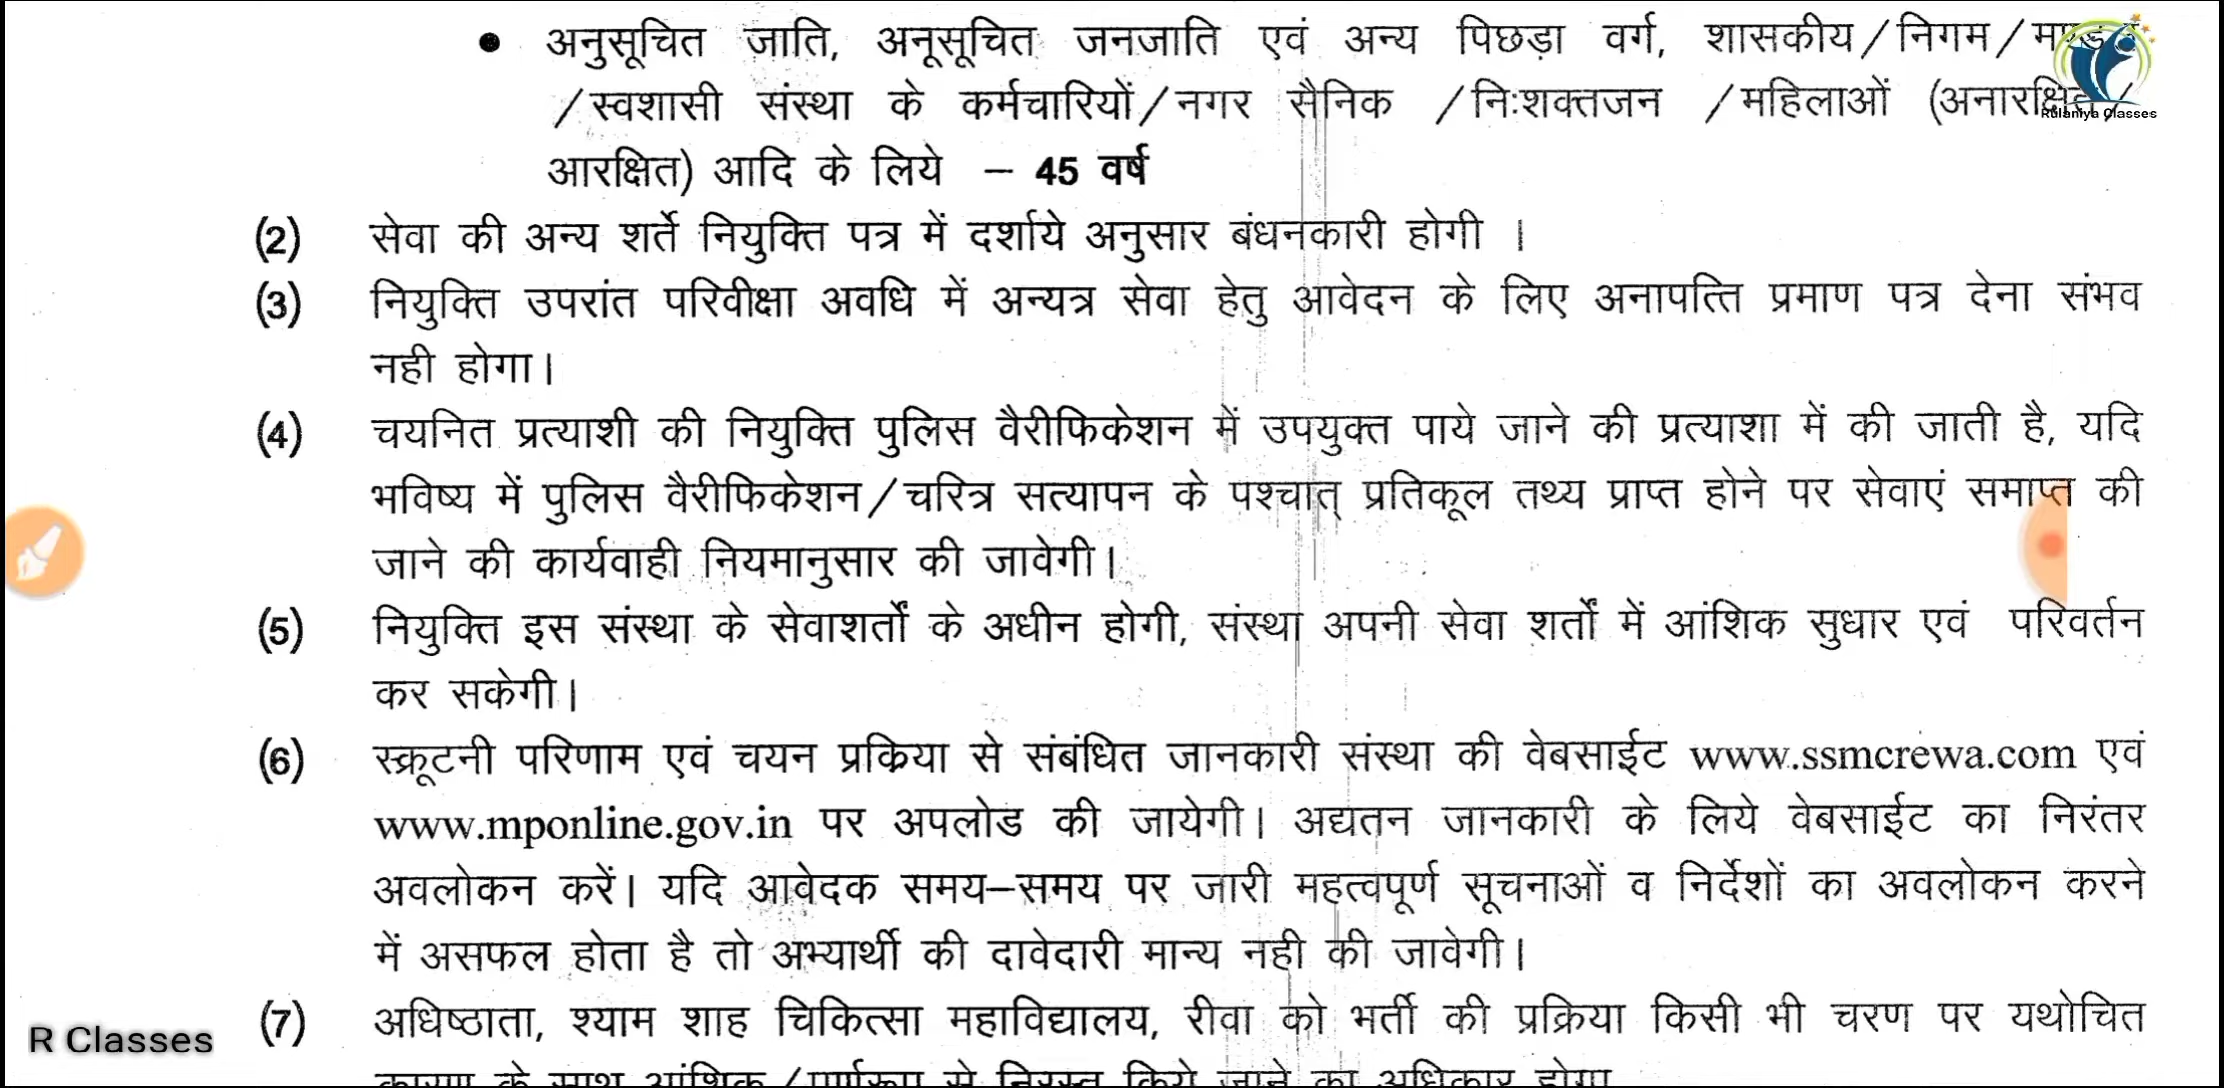 • अनुसूचित जाति, अनूसूचित जनजाति एवं अन्य पिछड़ा वर्ग, शासकीय/निगम/
/स्वशासी संस्था के कर्मचारियों/नगर सैनिक /नि:शक्तजन /महिलाओं (अनारक्षित/
Rulaniya Classes
आरक्षित) आदि के लिये – 45 वर्ष
(2) सेवा की अन्य शर्ते नियुक्ति पत्र में दर्शाये अनुसार बंधनकारी होगी ।
(3) नियुक्ति उपरांत परिवीक्षा अवधि में अन्यत्र सेवा हेतु आवेदन के लिए अनापत्ति प्रमाण पत्र देना संभव
नही होगा।
(4) चयनित प्रत्याशी की नियुक्ति पुलिस वैरीफिकेशन में उपयुक्त पाये जाने की प्रत्याशा में की जाती है, यदि
भविष्य में पुलिस वैरीफिकेशन/चरित्र सत्यापन के पश्चात् प्रतिकूल तथ्य प्राप्त होने पर सेवाएं समाप्त की
जाने की कार्यवाही नियमानुसार की जावेगी।
(5) नियुक्ति इस संस्था के सेवाशर्तों के अधीन होगी, संस्था अपनी सेवा शर्तों में आंशिक सुधार एवं परिवर्तन
कर सकेगी।
(6) स्क्रूटनी परिणाम एवं चयन प्रकिया से संबंधित जानकारी संस्था की वेबसाईट www.ssmcrewa.com एवं
www.mponline.gov.in पर अपलोड की जायेगी। अद्यतन जानकारी के लिये वेबसाईट का निरंतर
अवलोकन करें। यदि आवेदक समय–समय पर जारी महत्वपूर्ण सूचनाओं व निर्देशों का अवलोकन करने
में असफल होता है तो अभ्यार्थी की दावेदारी मान्य नही की जावेगी।
(7) अधिष्ठाता, श्याम शाह चिकित्सा महाविद्यालय, रीवा को भर्ती की प्रक्रिया किसी भी चरण पर यथोचित
R Classes
कारण के साथ आंशिक/पूर्णरूप से निरस्त किये जाने का अधिकार होगा